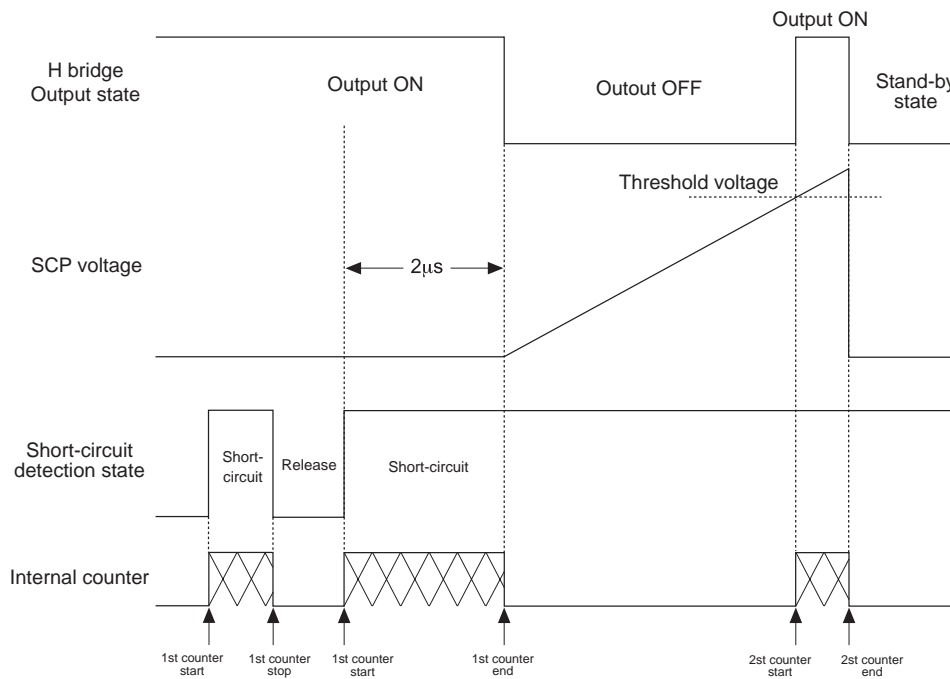 Output ON
H bridge
Output state
Output ON
Outout OFF
Stand-by
state
Threshold voltage
SCP voltage
2μs
Short-circuit
detection state
Short-
circuit
Release
Short-circuit
Internal counter
1st counter
start
1st counter
stop
1st counter
start
1st counter
end
2nd counter
start
2nd counter
end